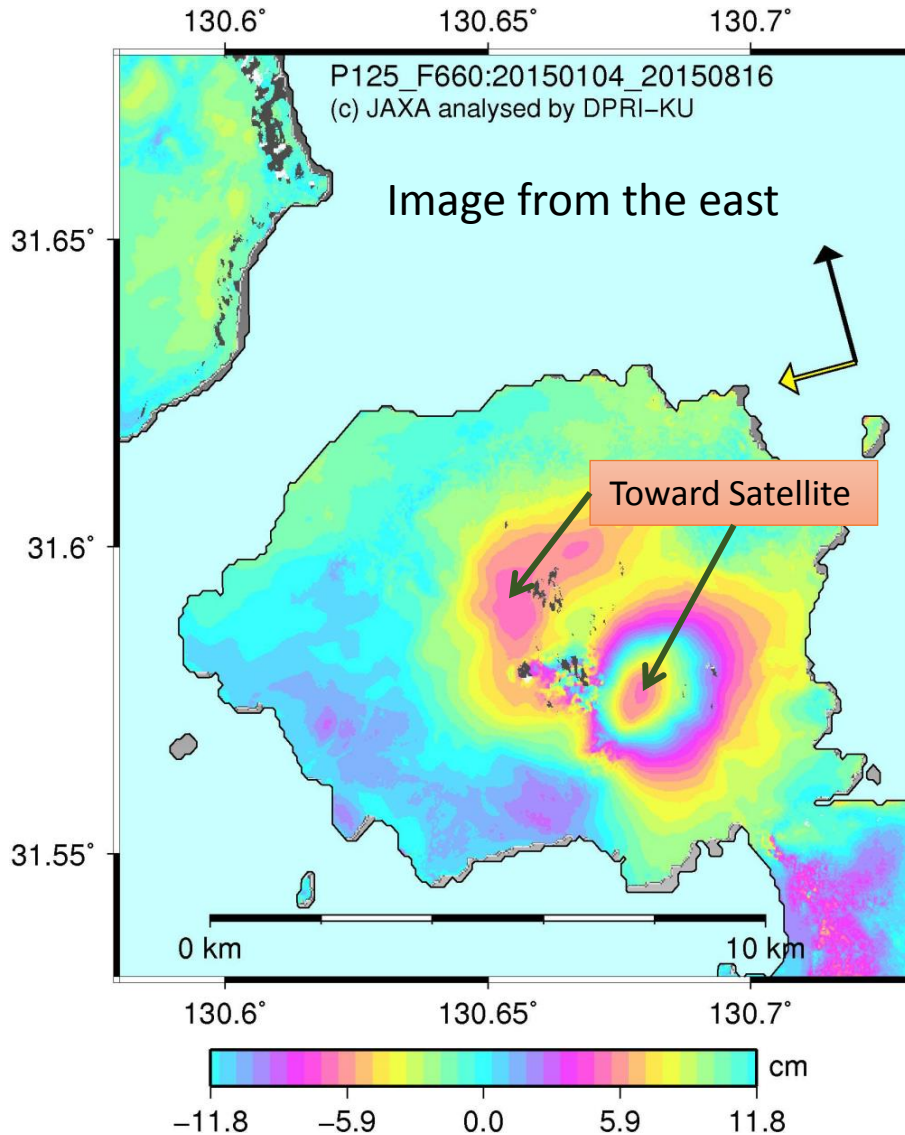 130.6° 130.65° 130.7°
P125_F660:20150104_20150816
(c) JAXA analysed by DPRI−KU
Image from the east
31.65°
Toward Satellite
31.6°
31.55°
0 km 10 km
130.6° 130.65° 130.7°
cm
−11.8 −5.9 0.0 5.9 11.8